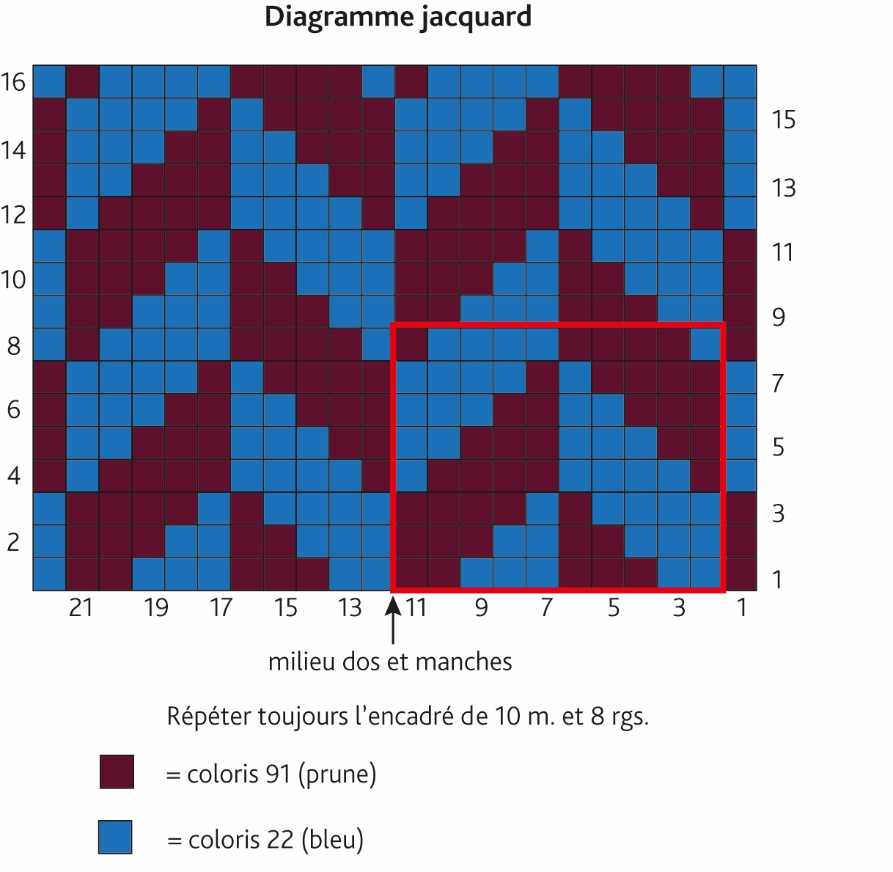 Diagramme jacquard
16
15
14
13
12
11
10
9
8
7
6
5
4
3
2
1
21 19 17 15 13 11 9 7 5 3 1
milieu dos et manches
Répéter toujours l'encadré de 10 m. et 8 rgs.
= coloris 91 (prune)
= coloris 22 (bleu)